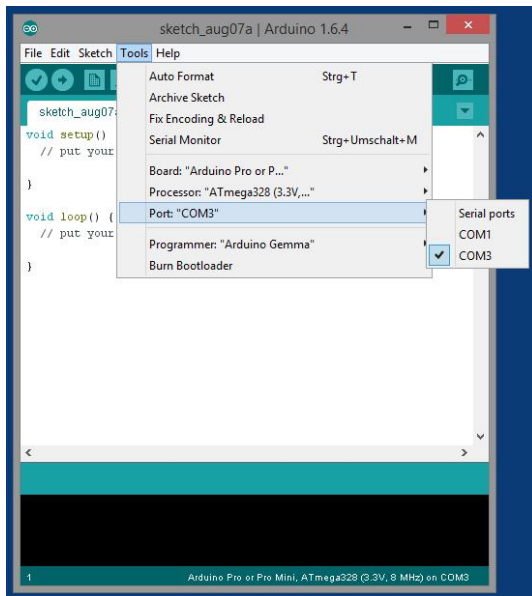 sketch_aug07a | Arduino 1.6.4
File Edit Sketch Tools Help
sketch_aug07
void setup()
// put your
}
void loop() {
// put your
}
Auto Format Strg+T
Archive Sketch
Fix Encoding & Reload
Serial Monitor Strg+Umschalt+M
Board: "Arduino Pro or P..."
Processor: "ATmega328 (3.3V,..."
Port: "COM3"
Programmer: "Arduino Gemma"
Burn Bootloader
Serial ports
COM1
COM3
1 Arduino Pro or Pro Mini, ATmega328 (3.3V, 8 MHz) on COM3